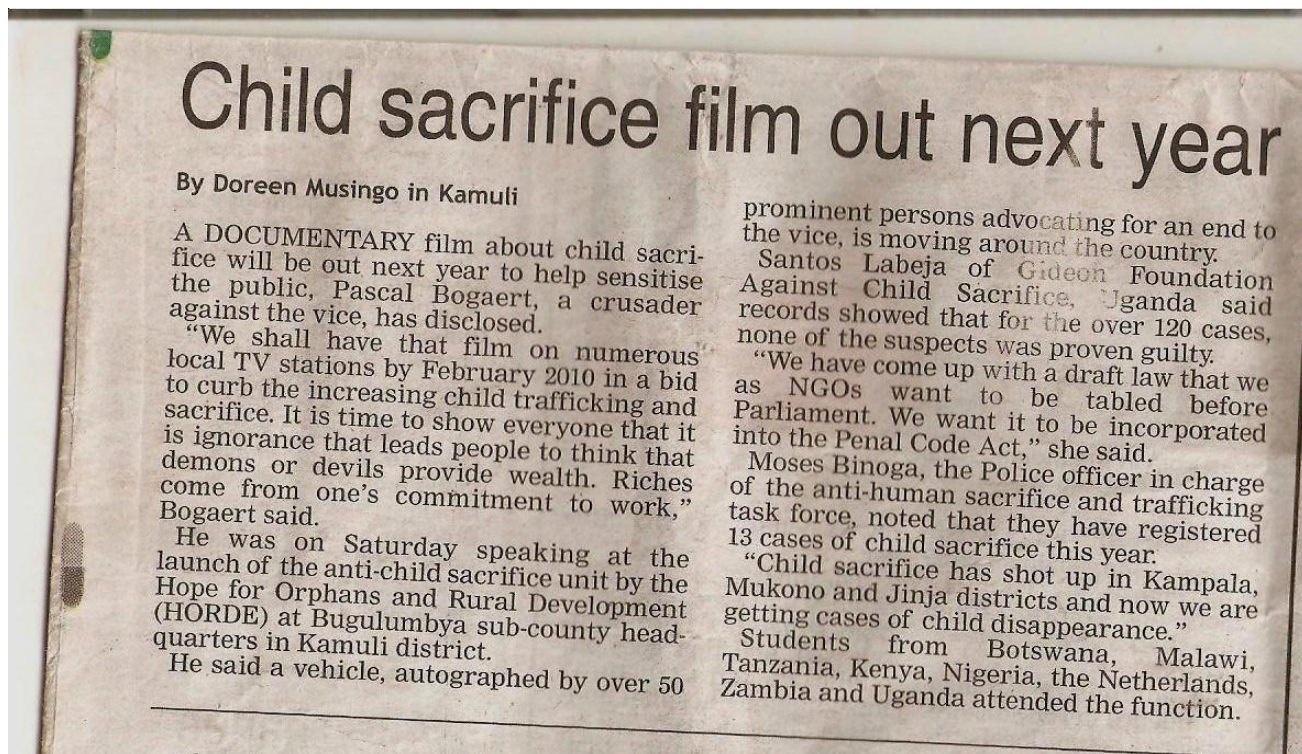 Child sacrifice film out next year
By Doreen Musingo in Kamuli
A DOCUMENTARY film about child sacri-
fice will be out next year to help sensitise
the public, Pascal Bogaert, a crusader
against the vice, has disclosed.
“We shall have that film on numerous
local TV stations by February 2010 in a bid
to curb the increasing child trafficking and
sacrifice. It is time to show everyone that it
is ignorance that leads people to think that
demons or devils provide wealth. Riches
come from one’s commitment to work,”
Bogaert said.
He was on Saturday speaking at the
launch of the anti-child sacrifice unit by the
Hope for Orphans and Rural Development
(HORDE) at Bugulumbya sub-county head-
quarters in Kamuli district.
He said a vehicle, autographed by over 50
prominent persons advocating for an end to
the vice, is moving around the country.
Santos Labeja of Gideon Foundation
Against Child Sacrifice, Uganda said
records showed that for the over 120 cases,
none of the suspects was proven guilty.
“We have come up with a draft law that we
as NGOs want to be tabled before
Parliament. We want it to be incorporated
into the Penal Code Act,” she said.
Moses Binoga, the Police officer in charge
of the anti-human sacrifice and trafficking
task force, noted that they have registered
13 cases of child sacrifice this year.
“Child sacrifice has shot up in Kampala,
Mukono and Jinja districts and now we are
getting cases of child disappearance.”
Students from Botswana, Malawi,
Tanzania, Kenya, Nigeria, the Netherlands,
Zambia and Uganda attended the function.